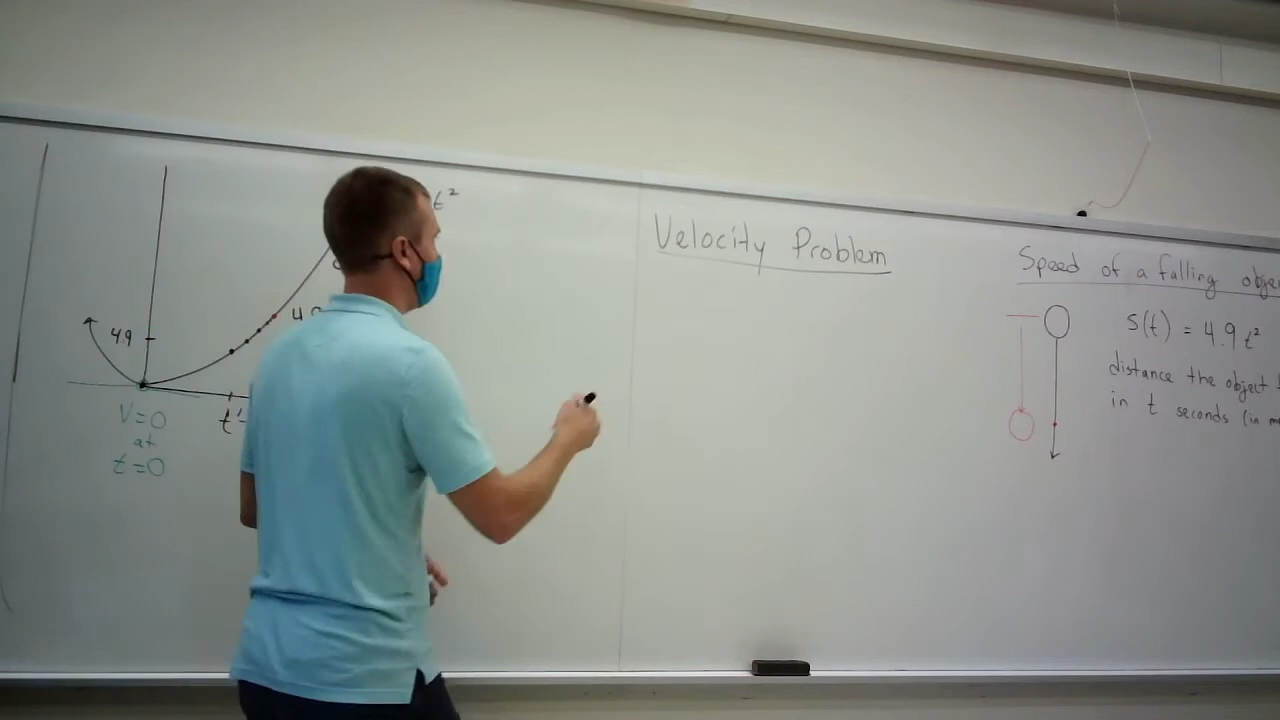 t²
4.9
V=0
at
t=0
Velocity Problem
Speed of a falling
s(t) = 4.9 t²
distance the object
in t seconds (in